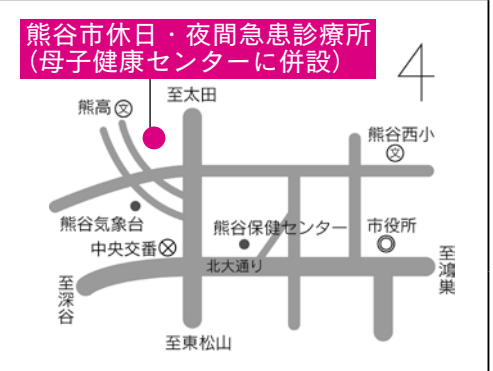 熊谷市休日・夜間急患診療所
（母子健康センターに併設）
至太田
熊高文
熊谷西小
文
熊谷気象台
熊谷保健センター
市役所
中央交番
北大通り
至鴻巣
至深谷
至東松山